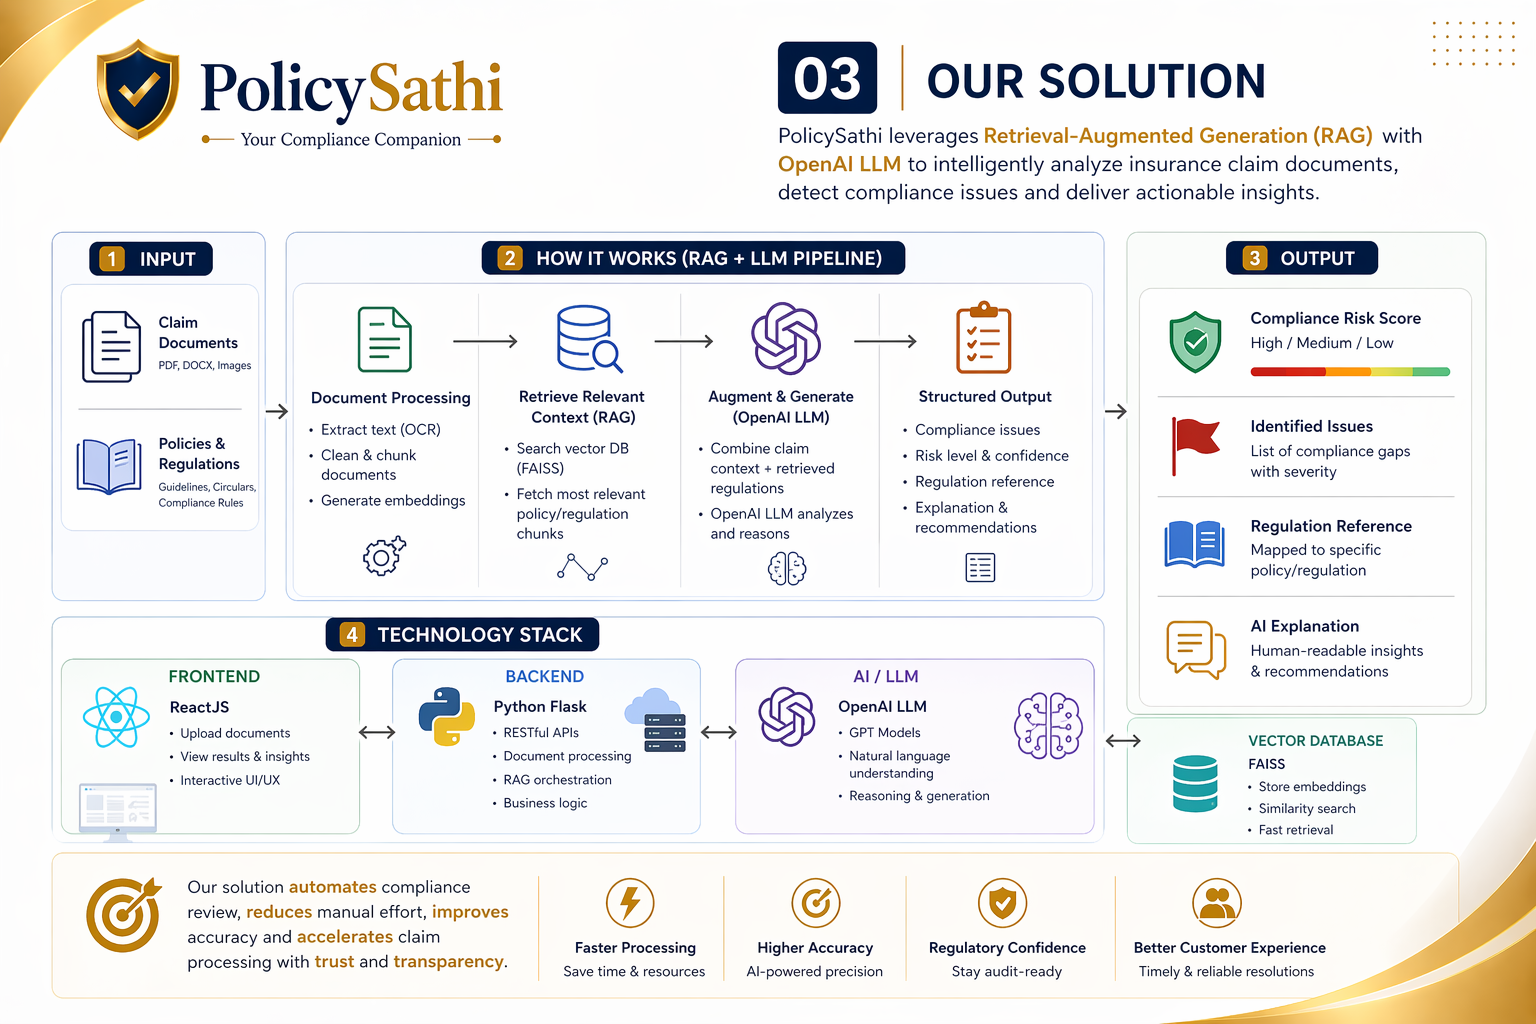 PolicySathi
Your Compliance Companion
03
OUR SOLUTION
PolicySathi leverages Retrieval-Augmented Generation (RAG) with
OpenAI LLM to intelligently analyze insurance claim documents,
detect compliance issues and deliver actionable insights.
1 INPUT
Claim
Documents
PDF, DOCX, Images
Policies &
Regulations
Guidelines, Circulars,
Compliance Rules
2 HOW IT WORKS (RAG + LLM PIPELINE)
Document Processing
• Extract text (OCR)
• Clean & chunk
documents
• Generate embeddings
Retrieve Relevant
Context (RAG)
• Search vector DB
(FAISS)
• Fetch most relevant
policy/regulation
chunks
Augment & Generate
(OpenAI LLM)
• Combine claim
context + retrieved
regulations
• OpenAI LLM analyzes
and reasons
Structured Output
• Compliance issues
• Risk level & confidence
• Regulation reference
• Explanation &
recommendations
3 OUTPUT
Compliance Risk Score
High / Medium / Low
Identified Issues
List of compliance gaps
with severity
Regulation Reference
Mapped to specific
policy/regulation
AI Explanation
Human-readable insights
& recommendations
4 TECHNOLOGY STACK
FRONTEND
ReactJS
• Upload documents
• View results & insights
• Interactive UI/UX
BACKEND
Python Flask
• RESTful APIs
• Document processing
• RAG orchestration
• Business logic
AI / LLM
OpenAI LLM
• GPT Models
• Natural language
understanding
• Reasoning & generation
VECTOR DATABASE
FAISS
• Store embeddings
• Similarity search
• Fast retrieval
Our solution automates compliance
review, reduces manual effort, improves
accuracy and accelerates claim
processing with trust and transparency.
Faster Processing
Save time & resources
Higher Accuracy
AI-powered precision
Regulatory Confidence
Stay audit-ready
Better Customer Experience
Timely & reliable resolutions